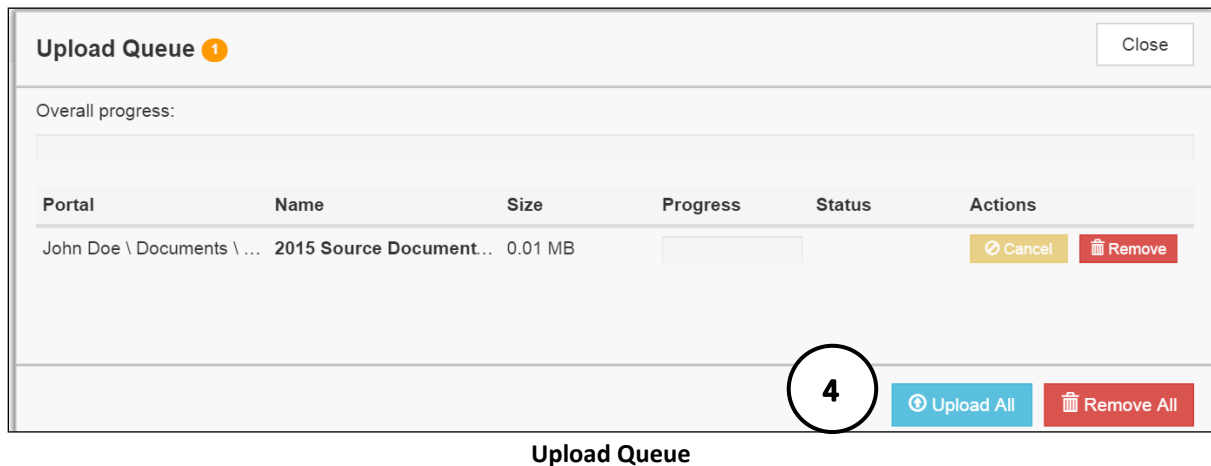 Upload Queue 1
Close
Overall progress:
Portal Name Size Progress Status Actions
John Doe \ Documents \ ... 2015 Source Document... 0.01 MB Cancel Remove
4 Upload All Remove All
Upload Queue